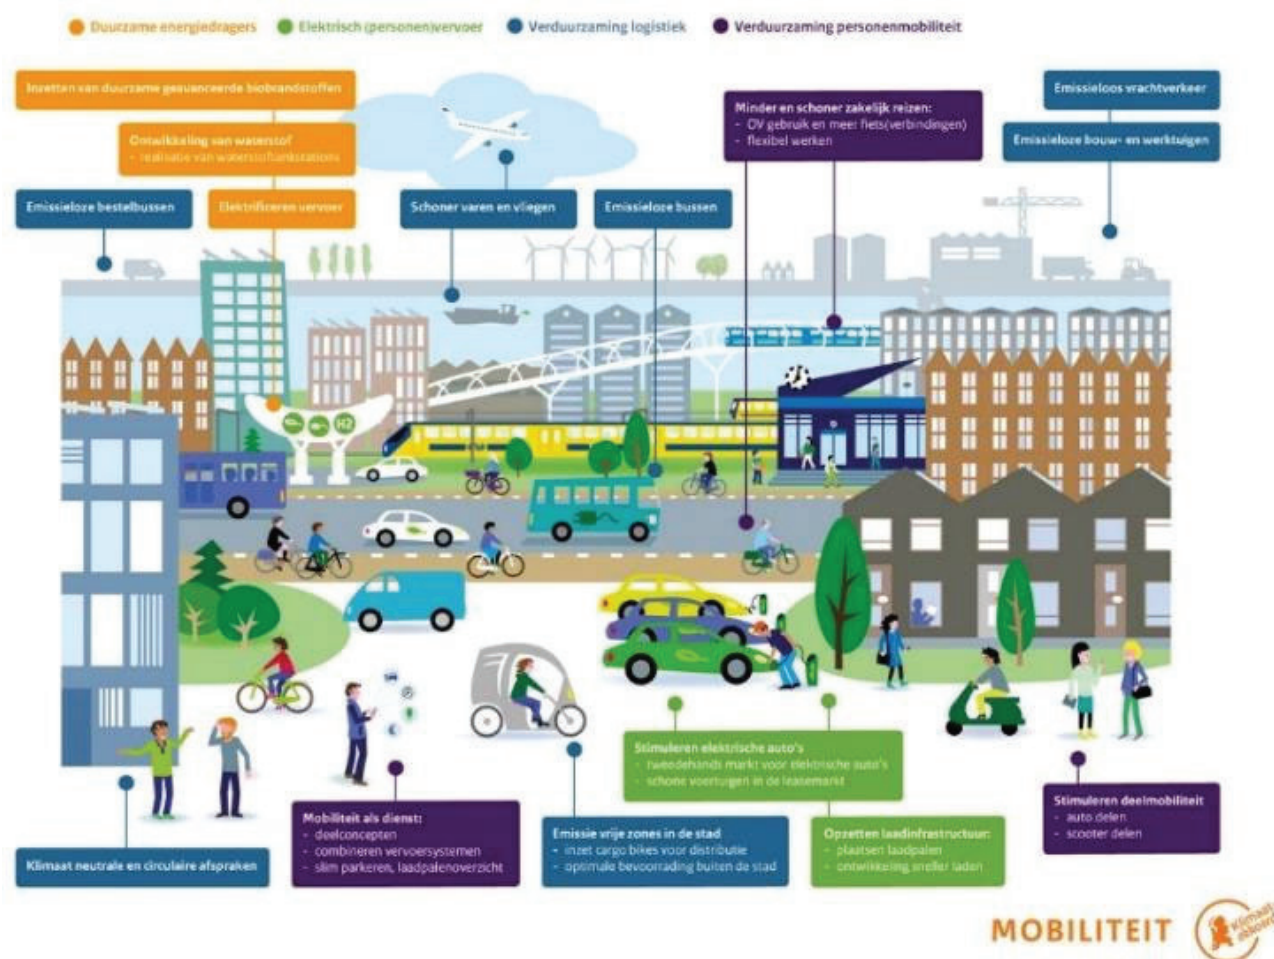 Duurzame energiedragers
Elektrisch (personen)vervoer
Verduurzaming logistiek
Verduurzaming personenmobiliteit
Inzetten van duurzame geavanceerde biobrandstoffen
Ontwikkeling van waterstof
- realisatie van waterstoftankstations
Emissieloze bestelbussen
Elektrificeren vervoer
Schoner varen en vliegen
Emissieloze bussen
Minder en schoner zakelijk reizen:
- OV gebruik en meer fiets(verbindingen)
- flexibel werken
Emissieloos vrachtverkeer
Emissieloze bouw- en werktuigen
H2
Stimuleren elektrische auto's
- tweedehands markt voor elektrische auto's
- schone voertuigen in de leasemarkt
Klimaat neutrale en circulaire afspraken
Mobiliteit als dienst:
- deelconcepten
- combineren vervoersystemen
- slim parkeren, laadpalenoverzicht
Emissie vrije zones in de stad
- inzet cargo bikes voor distributie
- optimale bevoorrading buiten de stad
Opzetten laadinfrastructuur:
- plaatsen laadpalen
- ontwikkeling sneller laden
Stimuleren deelmobiliteit
- auto delen
- scooter delen
MOBILITEIT